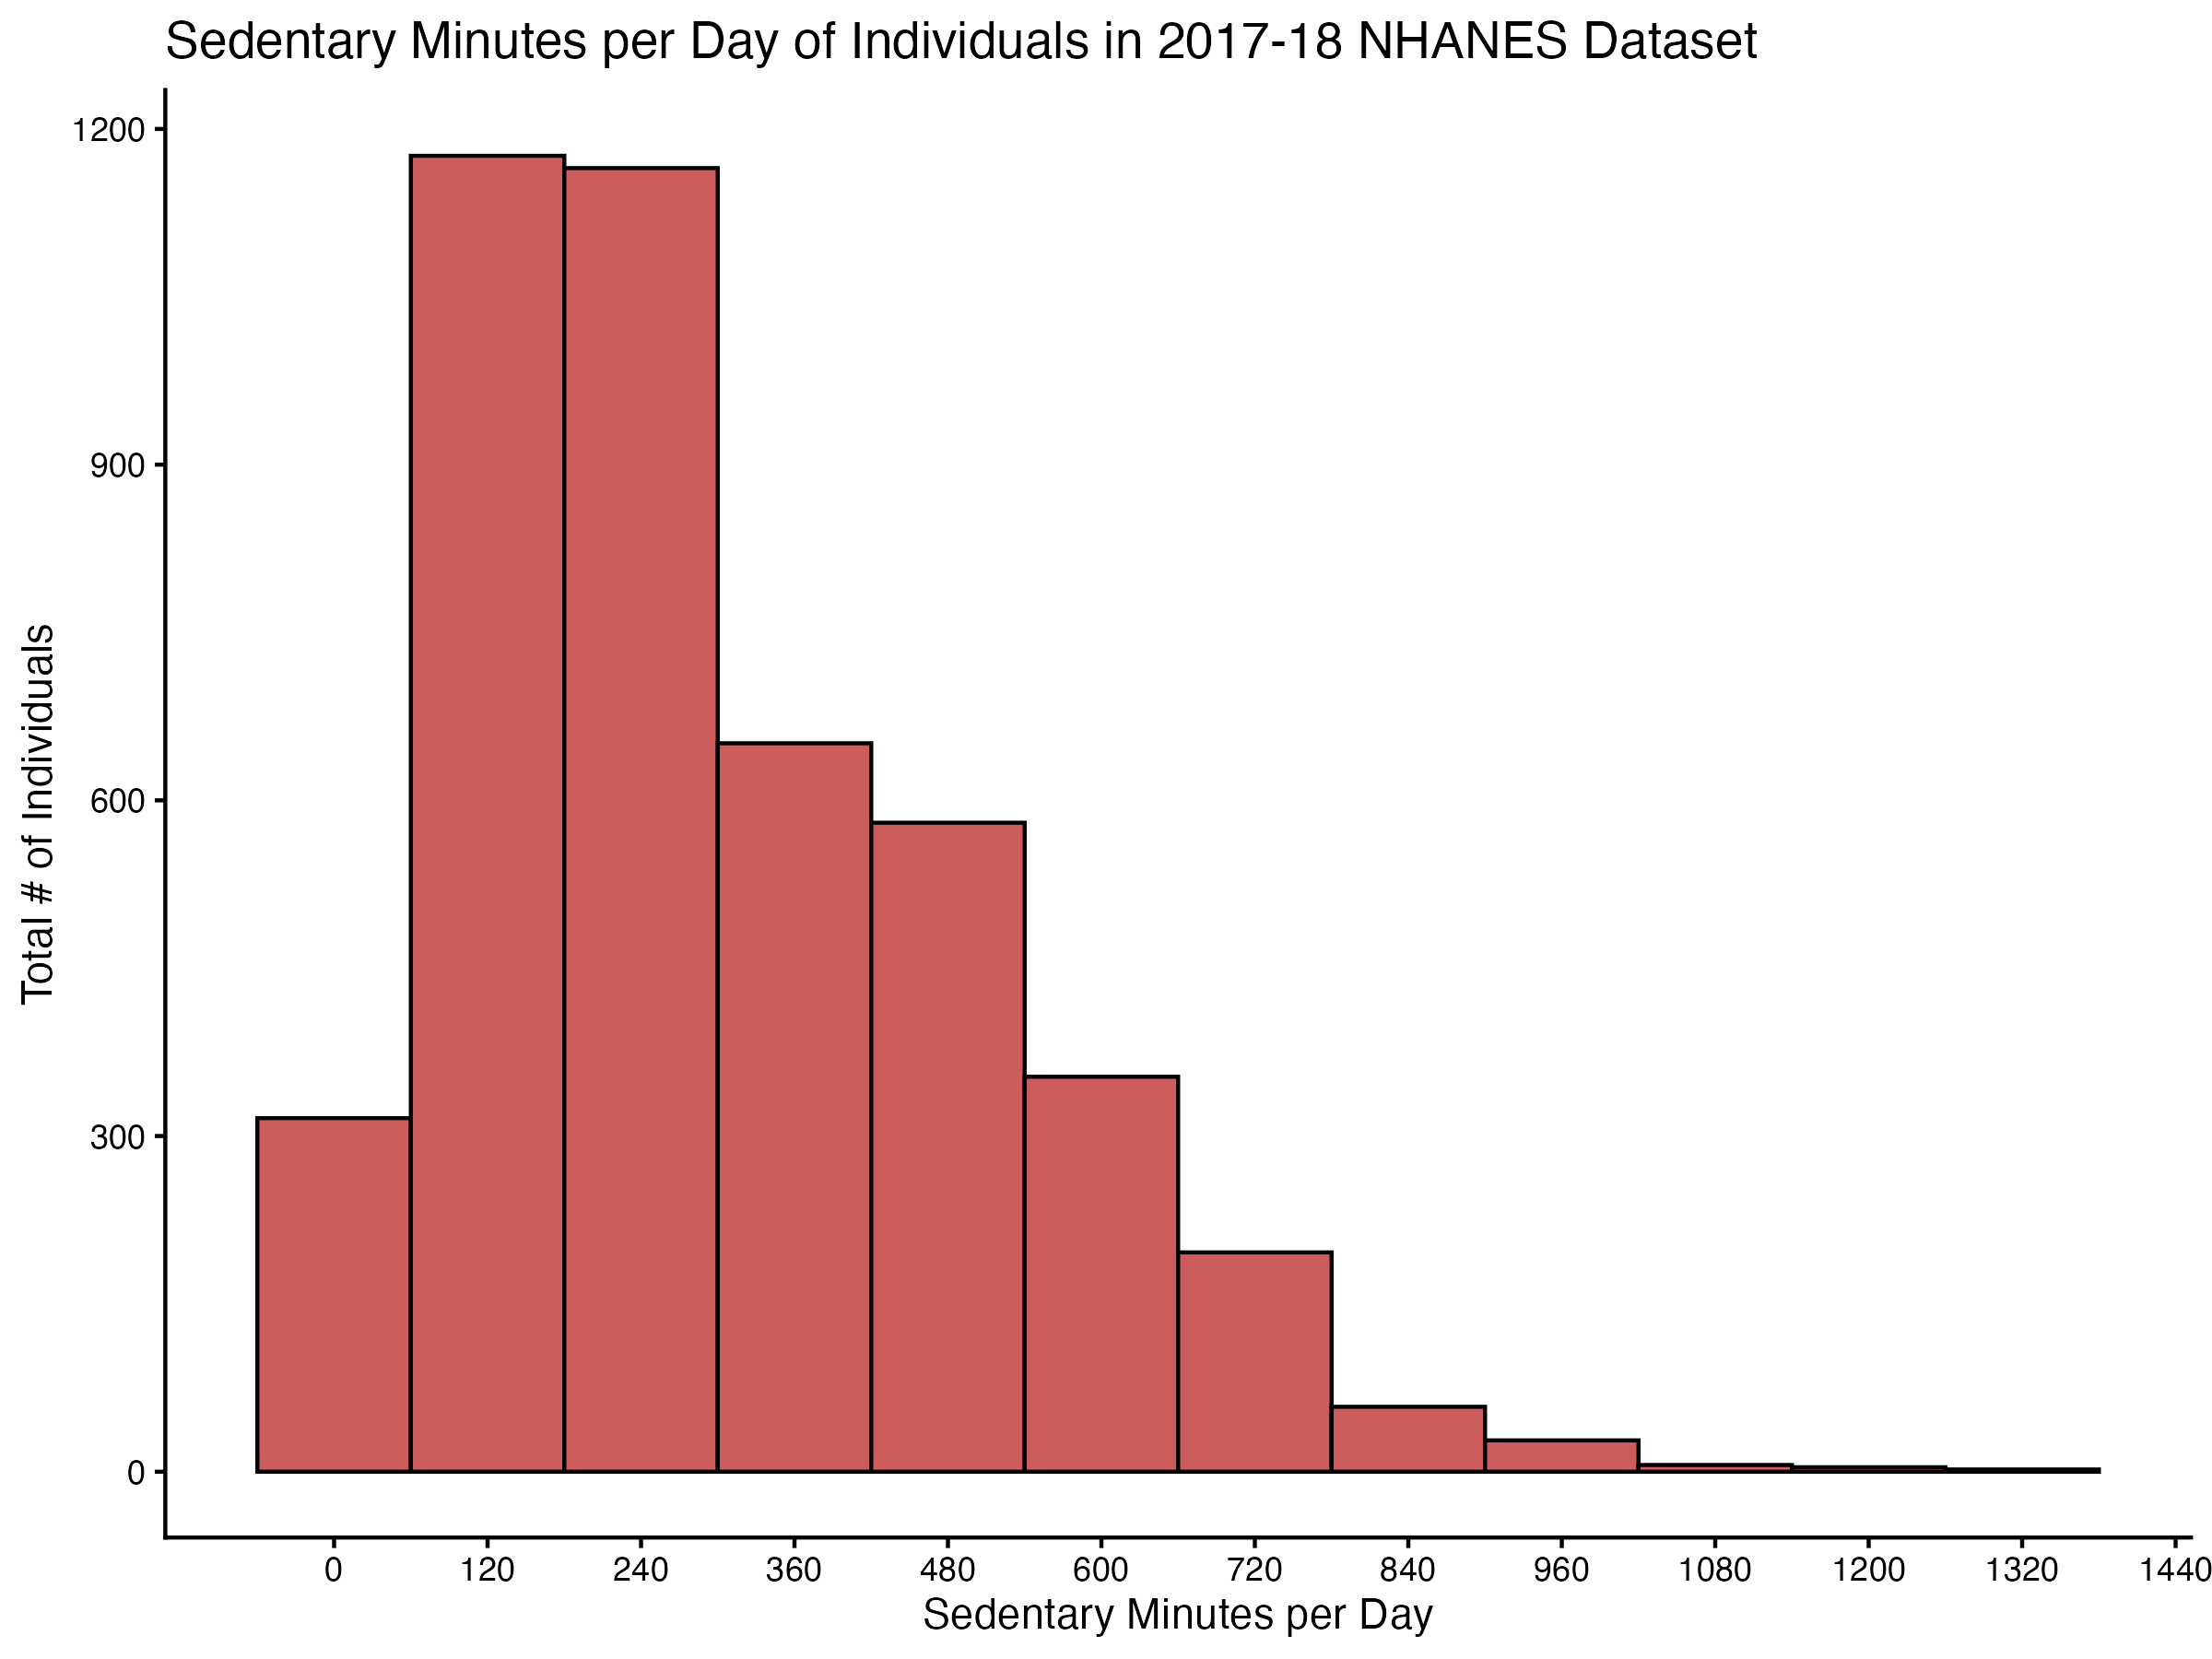 Sedentary Minutes per Day of Individuals in 2017-18 NHANES Dataset
Total # of Individuals
1200
900
600
300
0
0 120 240 360 480 600 720 840 960 1080 1200 1320 1440
Sedentary Minutes per Day